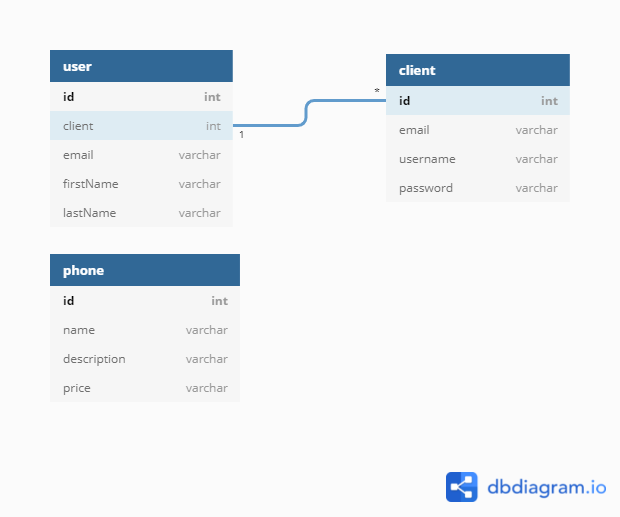 user
id int
client int
email varchar
firstName varchar
lastName varchar
1
*
client
id int
email varchar
username varchar
password varchar
phone
id int
name varchar
description varchar
price varchar
dbdiagram.io